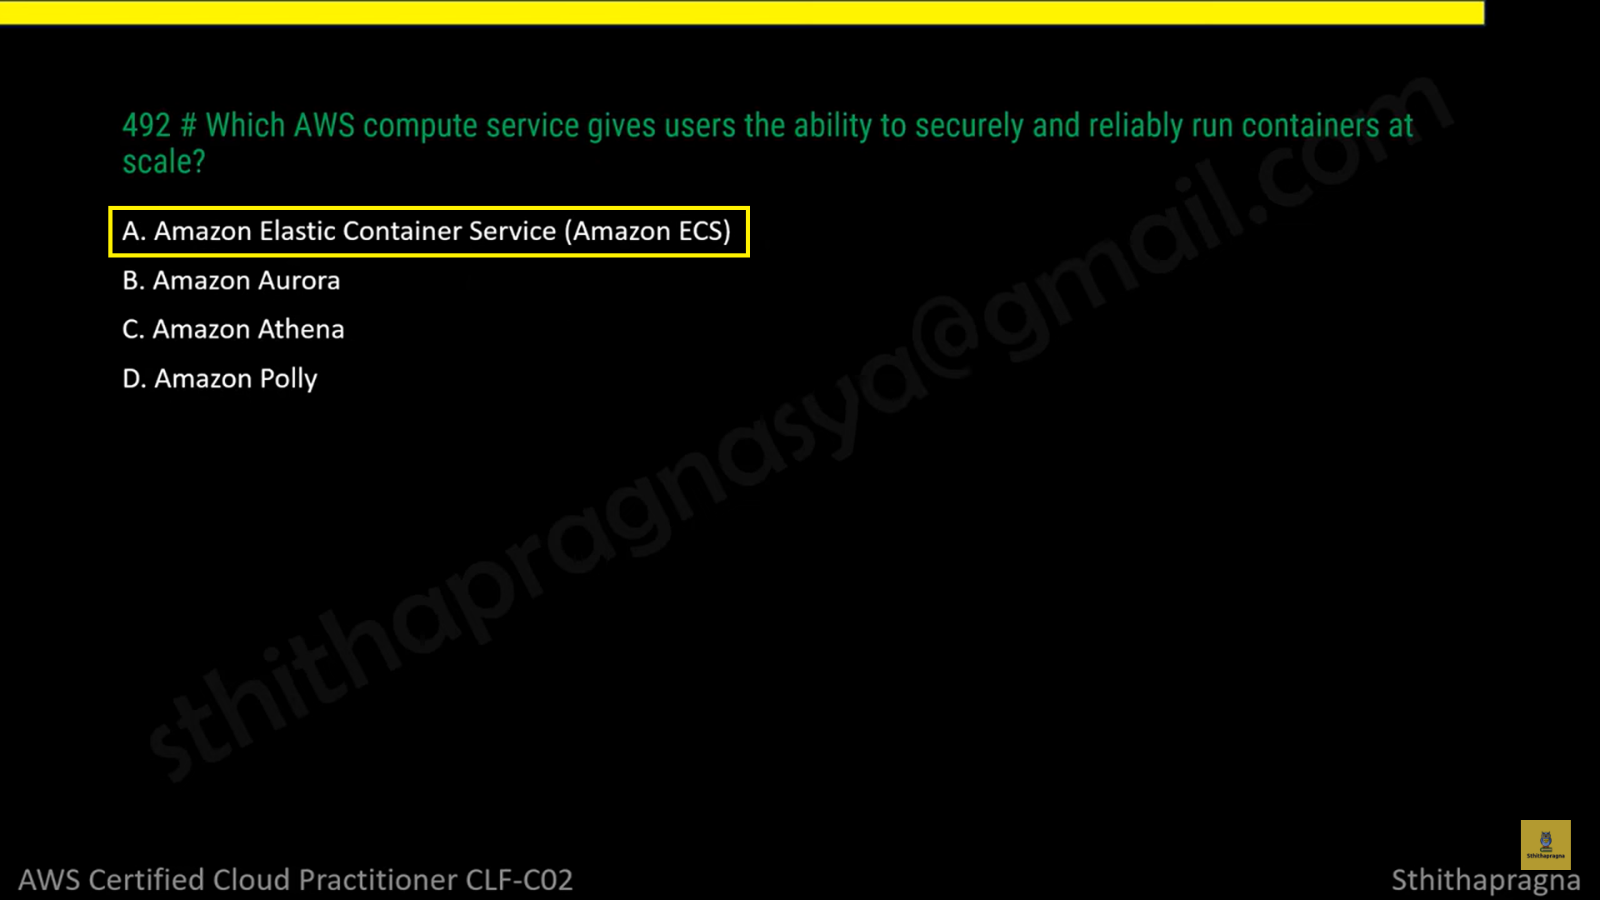 492 # Which AWS compute service gives users the ability to securely and reliably run containers at
scale?
A. Amazon Elastic Container Service (Amazon ECS)
B. Amazon Aurora
C. Amazon Athena
D. Amazon Polly
sthithapragnasya@gmail.com
Sthithapragna
AWS Certified Cloud Practitioner CLF-C02
Sthithapragna